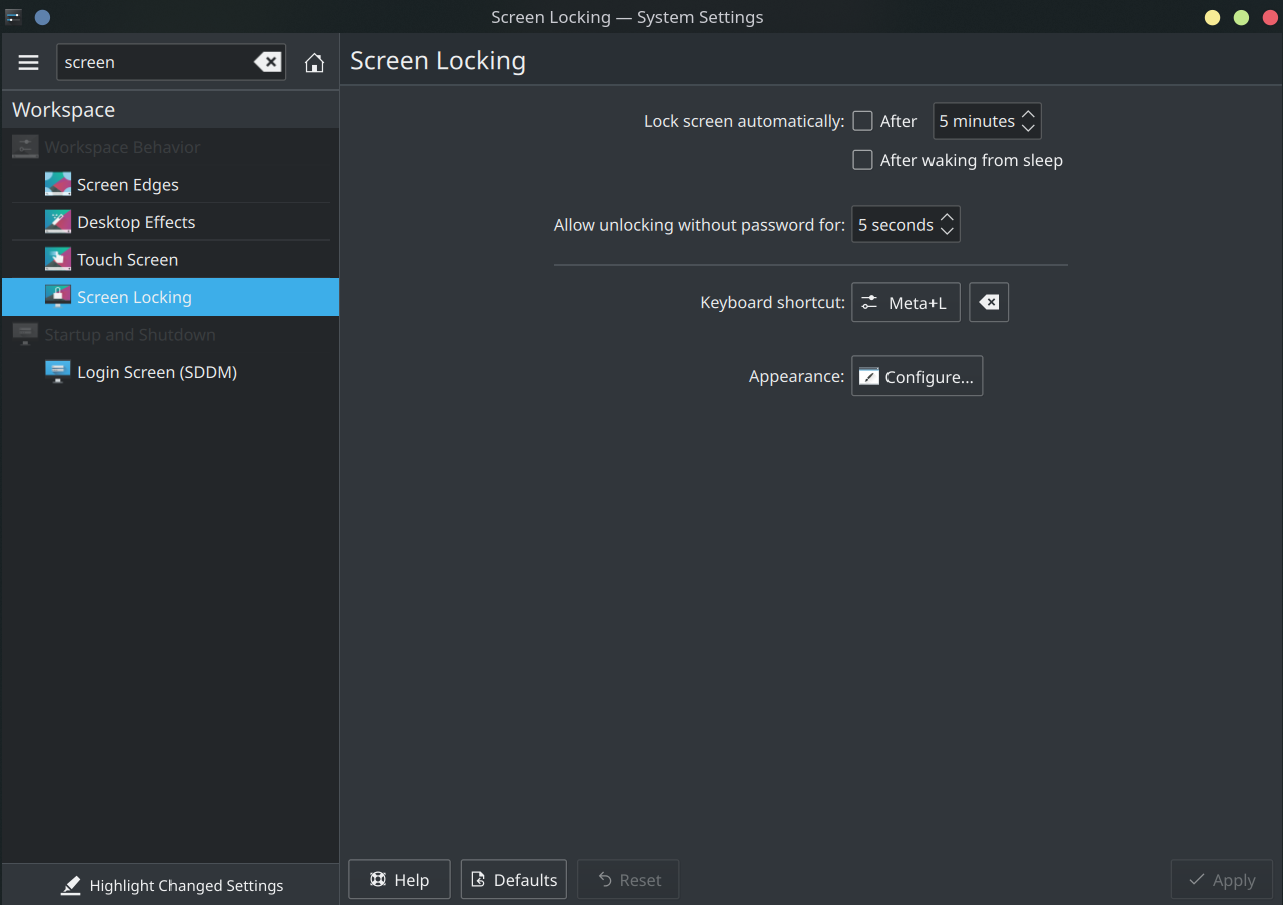 Screen Locking — System Settings
screen
Workspace
Workspace Behavior
Screen Edges
Desktop Effects
Touch Screen
Screen Locking
Startup and Shutdown
Login Screen (SDDM)
Highlight Changed Settings
Screen Locking
Lock screen automatically: After 5 minutes
After waking from sleep
Allow unlocking without password for: 5 seconds
Keyboard shortcut: Meta+L
Appearance: Configure...
Help Defaults Reset Apply